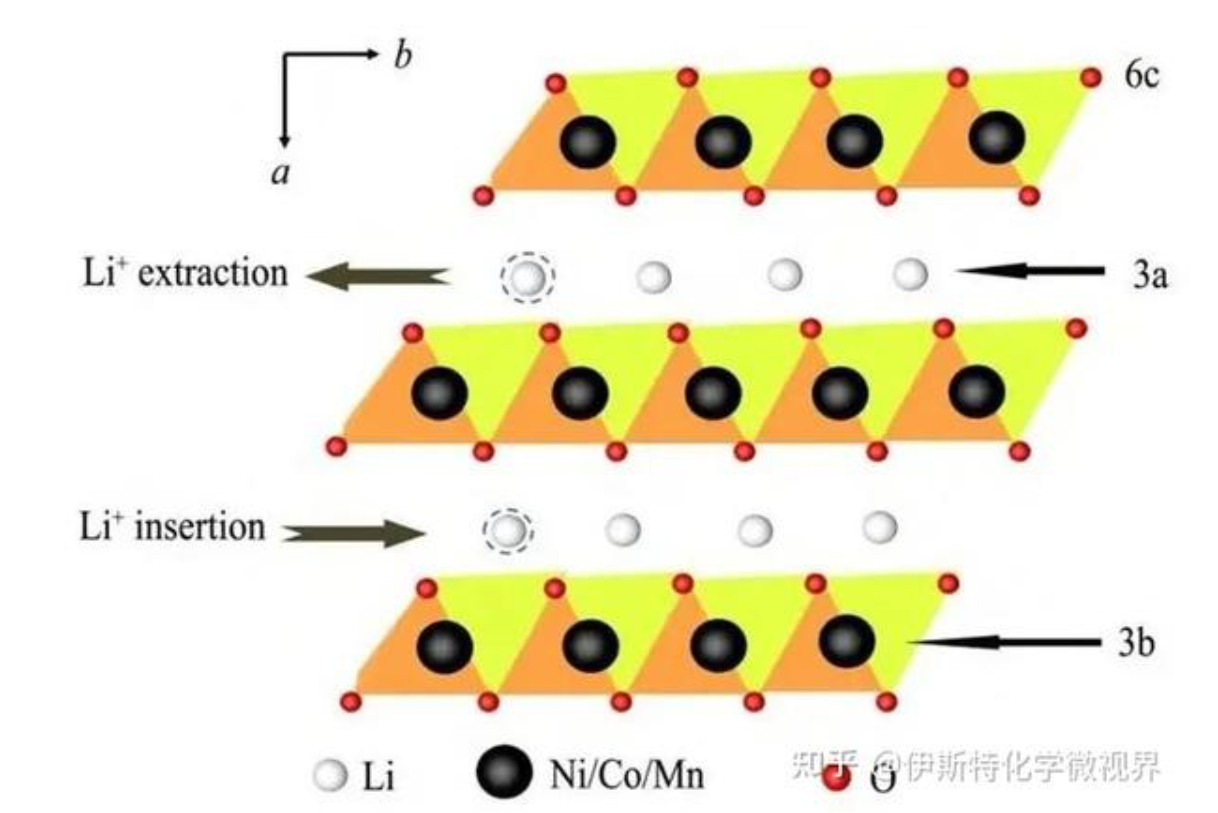 b
a
6c
Li⁺ extraction
3a
Li⁺ insertion
3b
Li
Ni/Co/Mn
O
知乎 @伊斯特化学微视界